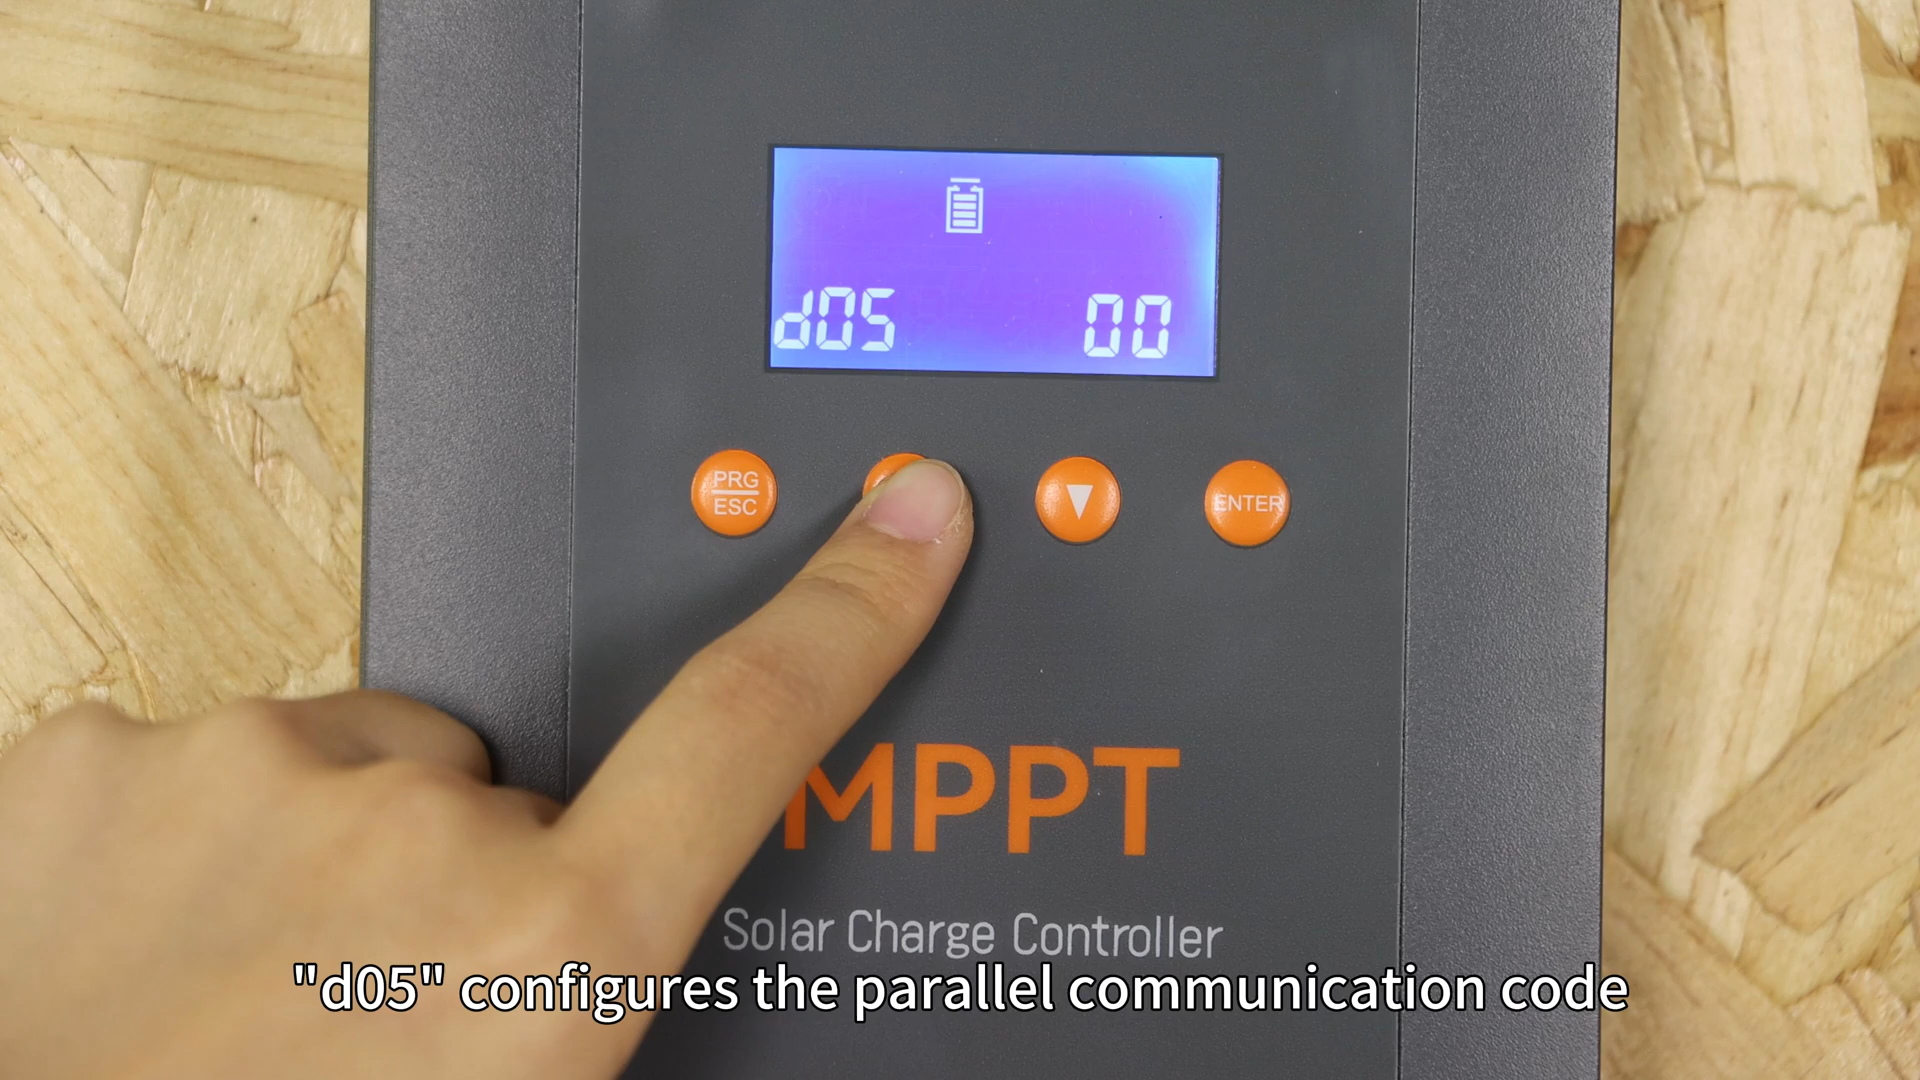 d05 00
PRG
ESC
ENTER
MPPT
Solar Charge Controller
"d05" configures the parallel communication code